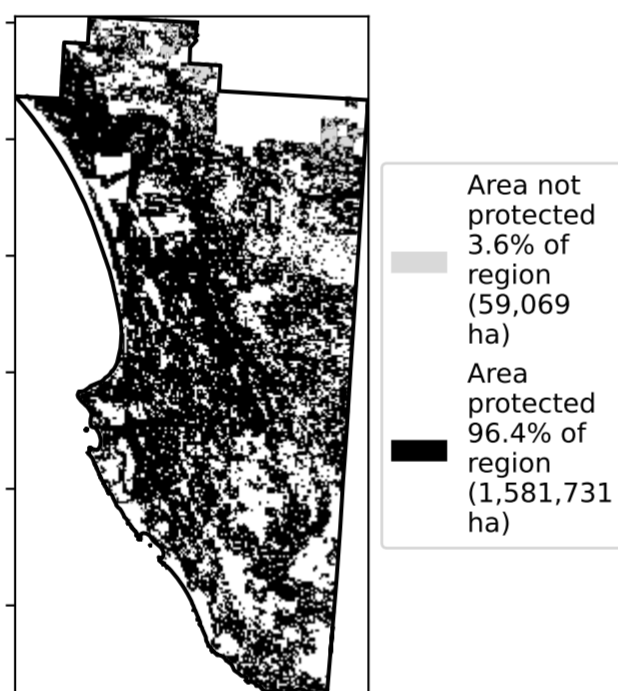 Area not
protected
3.6% of
region
(59,069
ha)
Area
protected
96.4% of
region
(1,581,731
ha)